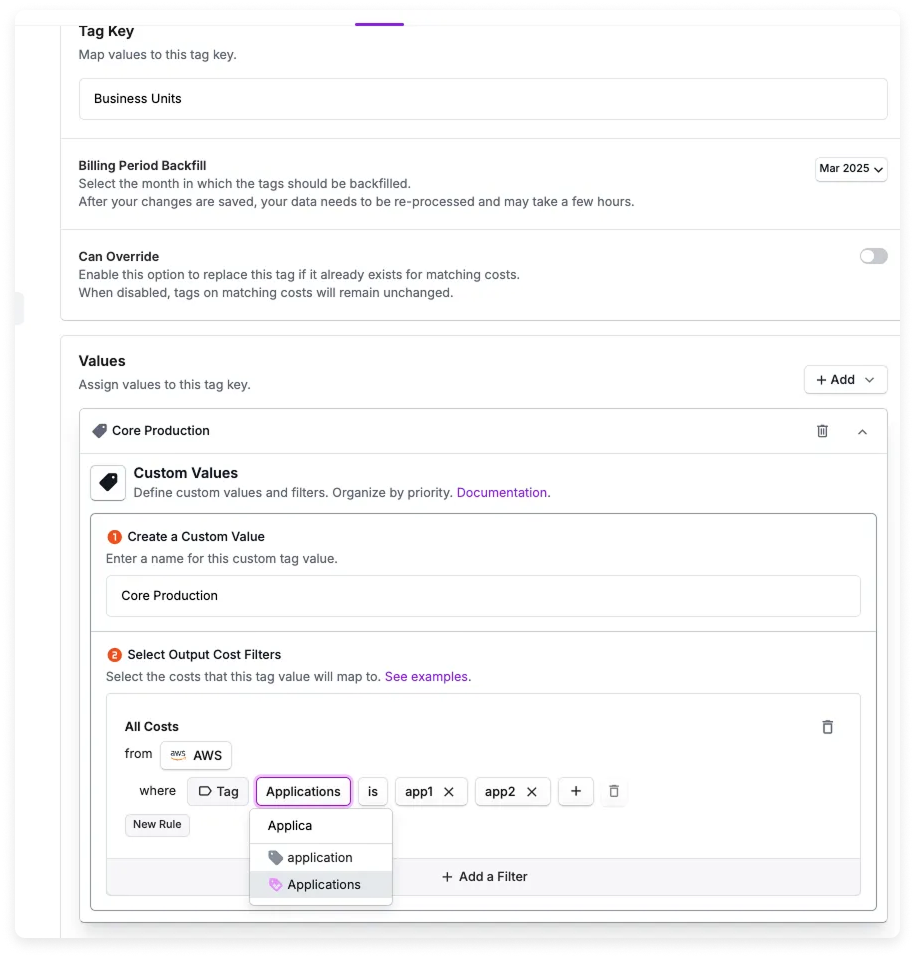 Tag Key
Map values to this tag key.
Business Units
Billing Period Backfill
Select the month in which the tags should be backfilled.
After your changes are saved, your data needs to be re-processed and may take a few hours.
Mar 2025
Can Override
Enable this option to replace this tag if it already exists for matching costs.
When disabled, tags on matching costs will remain unchanged.
Values
Assign values to this tag key.
+ Add
Core Production
Custom Values
Define custom values and filters. Organize by priority. Documentation.
1 Create a Custom Value
Enter a name for this custom tag value.
Core Production
2 Select Output Cost Filters
Select the costs that this tag value will map to. See examples.
All Costs
from aws AWS
where Tag Applications is app1 × app2 × +
New Rule
Applica
application
Applications
+ Add a Filter